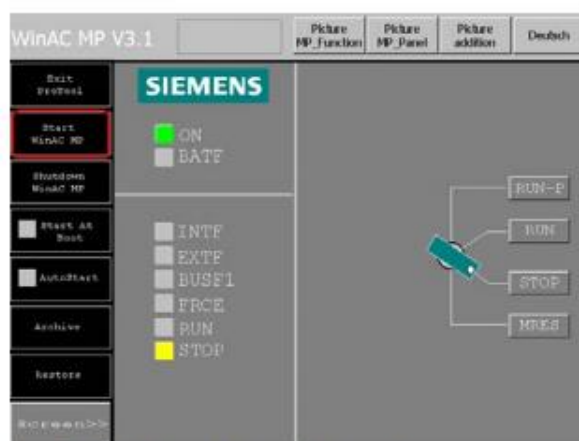 WinAC MP V3.1
Picture
MP_Function
Picture
MP_Panel
Picture
addition
Deutsch
Exit
ProTool
Start
WinAC MP
Shutdown
WinAC MP
Start At
Boot
AutoStart
Archive
Restore
Screen>>
SIEMENS
ON
BATF
INTF
EXTF
BUSF1
FRCE
RUN
STOP
RUN-P
RUN
STOP
MRES